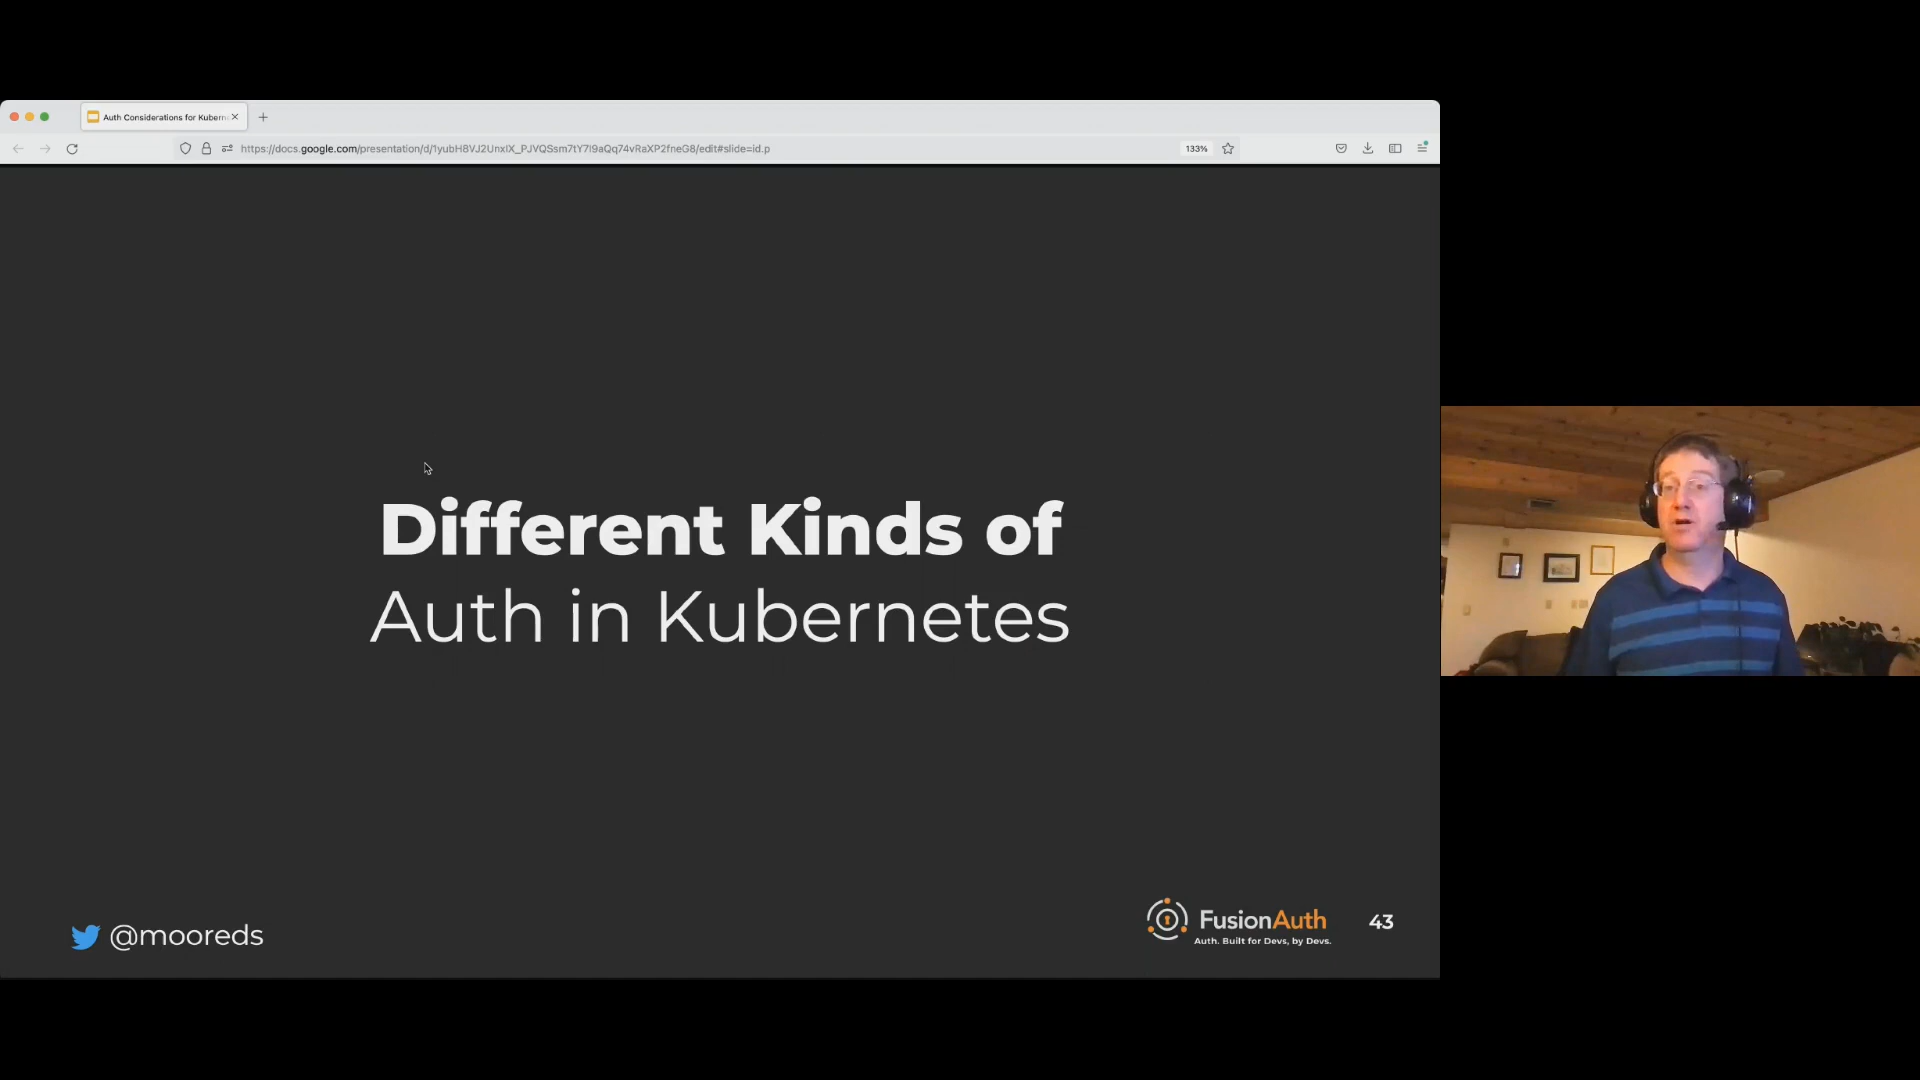 Auth Considerations for Kubern
https://docs.google.com/presentation/d/1yubH8VJ2UnxIX_PJVQSsm7tY7I9aQq74vRaXP2fneG8/edit#slide=id.p
133%
Different Kinds of
Auth in Kubernetes
@mooreds
FusionAuth
Auth. Built for Devs, by Devs.
43